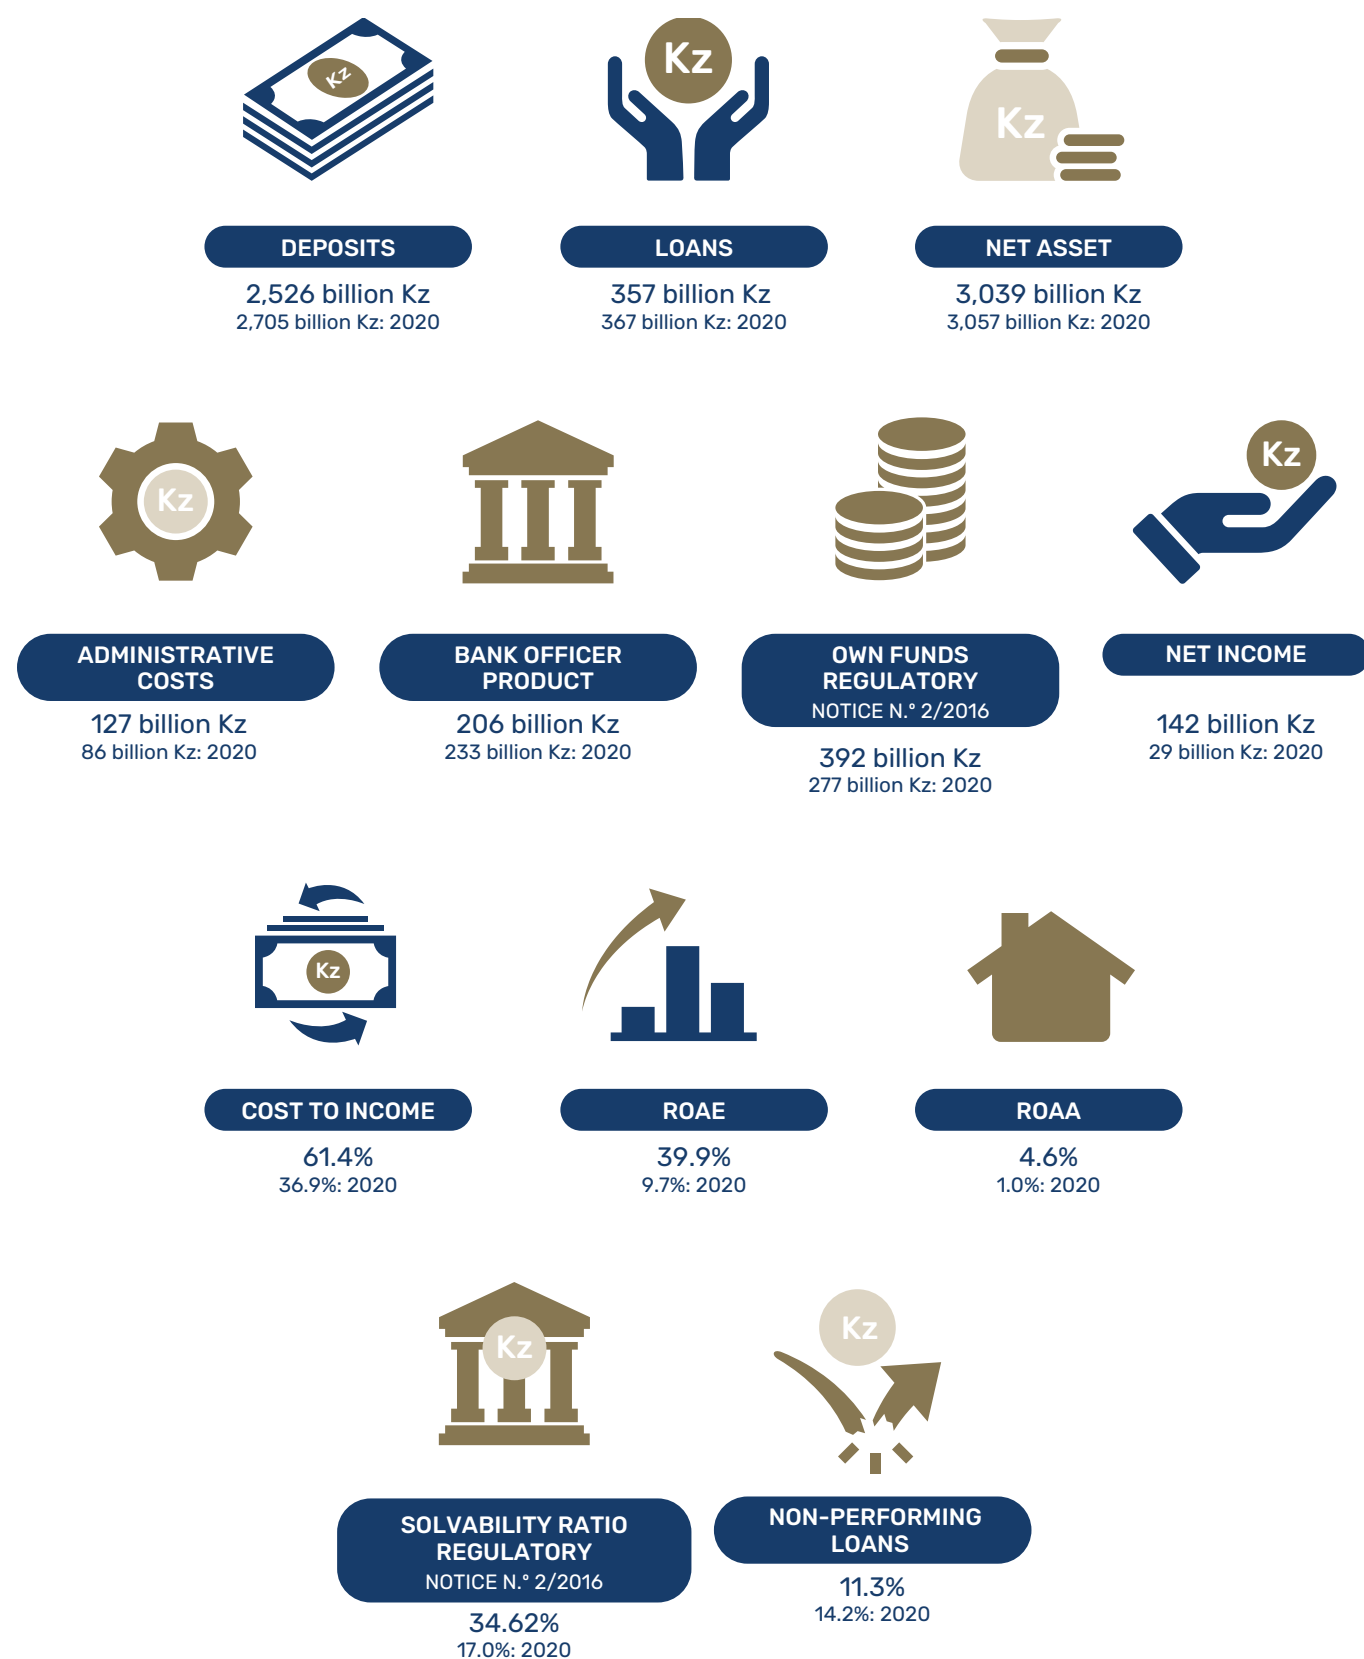 Kz
Kz
Kz
DEPOSITS
LOANS
NET ASSET
2,526 billion Kz
2,705 billion Kz: 2020
357 billion Kz
367 billion Kz: 2020
3,039 billion Kz
3,057 billion Kz: 2020
Kz
Kz
ADMINISTRATIVE
COSTS
127 billion Kz
86 billion Kz: 2020
BANK OFFICER
PRODUCT
206 billion Kz
233 billion Kz: 2020
OWN FUNDS
REGULATORY
NOTICE N.º 2/2016
392 billion Kz
277 billion Kz: 2020
NET INCOME
142 billion Kz
29 billion Kz: 2020
Kz
COST TO INCOME
61.4%
36.9%: 2020
ROAE
39.9%
9.7%: 2020
ROAA
4.6%
1.0%: 2020
Kz
Kz
SOLVABILITY RATIO
REGULATORY
NOTICE N.º 2/2016
34.62%
17.0%: 2020
NON-PERFORMING
LOANS
11.3%
14.2%: 2020